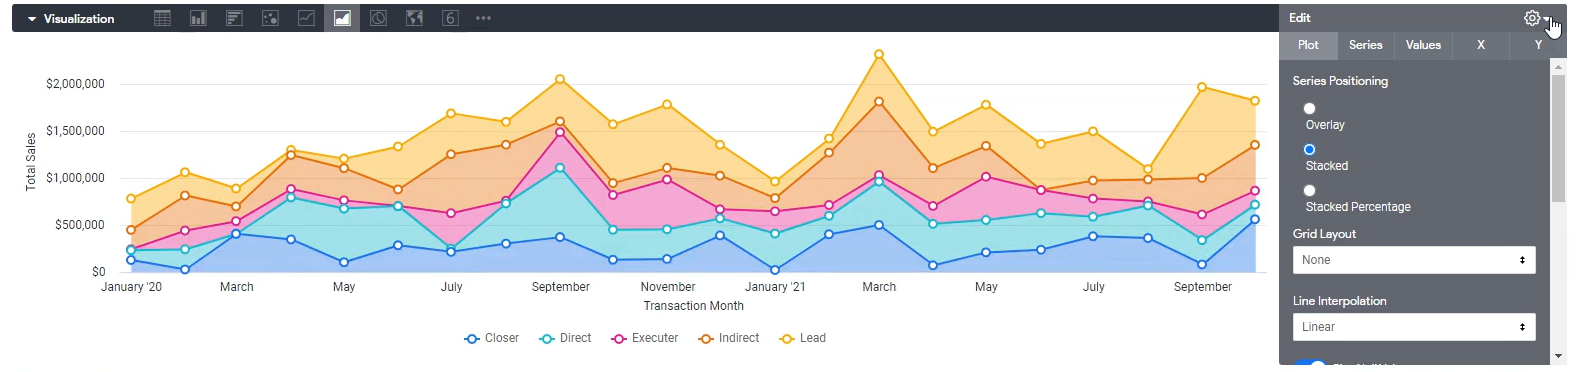 Visualization
6
Edit
Plot Series Values X Y
Series Positioning
Overlay
Stacked
Stacked Percentage
Grid Layout
None
Line Interpolation
Linear
Total Sales
$2,000,000
$1,500,000
$1,000,000
$500,000
$0
January '20 March May July September November January '21 March May July September
Transaction Month
Closer Direct Executer Indirect Lead